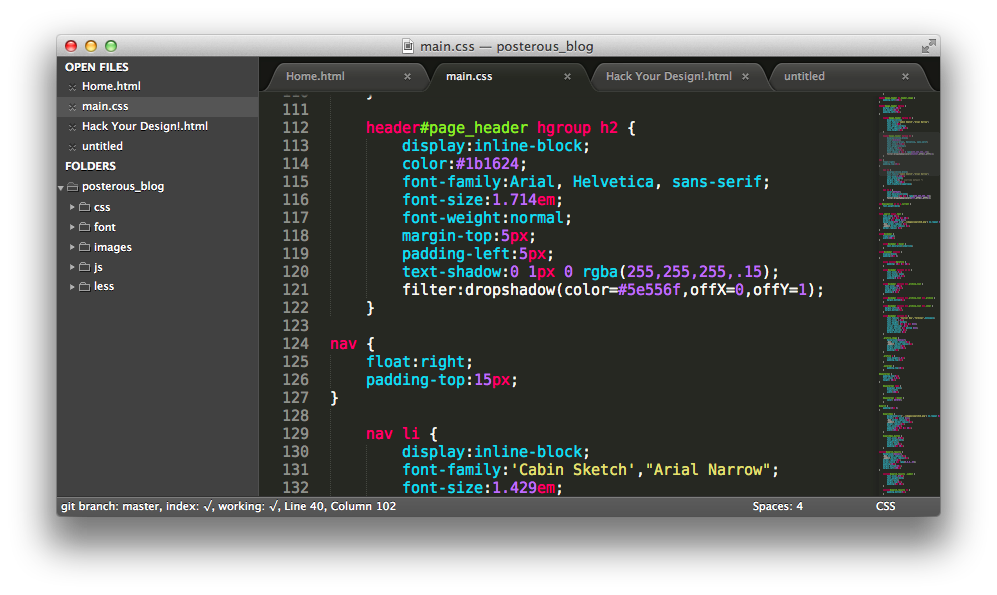 main.css — posterous_blog
OPEN FILES
Home.html
main.css
Hack Your Design!.html
untitled
FOLDERS
posterous_blog
css
font
images
js
less
Home.html
main.css
Hack Your Design!.html
untitled
111
112 header#page_header hgroup h2 {
113 display:inline-block;
114 color:#1b1624;
115 font-family:Arial, Helvetica, sans-serif;
116 font-size:1.714em;
117 font-weight:normal;
118 margin-top:5px;
119 padding-left:5px;
120 text-shadow:0 1px 0 rgba(255,255,255,.15);
121 filter:dropshadow(color=#5e556f,offX=0,offY=1);
122 }
123
124 nav {
125 float:right;
126 padding-top:15px;
127 }
128
129 nav li {
130 display:inline-block;
131 font-family:'Cabin Sketch',"Arial Narrow";
132 font-size:1.429em;
git branch: master, index: √, working: √, Line 40, Column 102
Spaces: 4
CSS